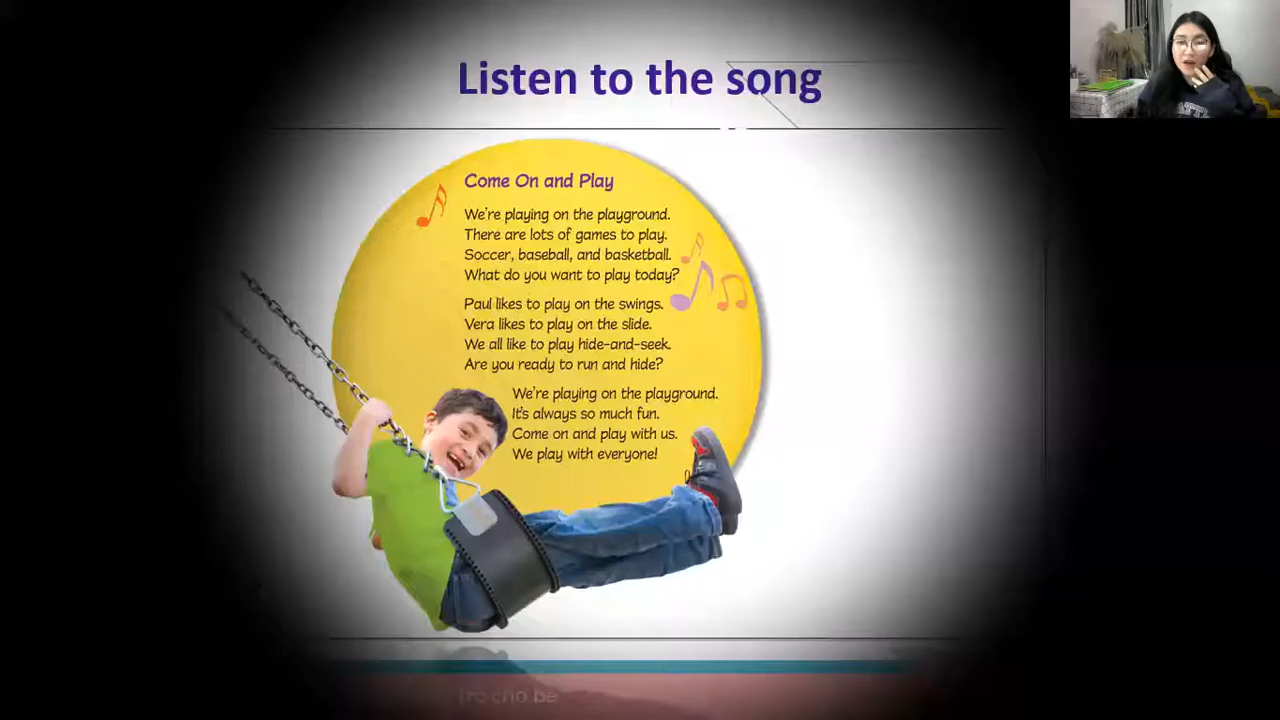 Listen to the song
Come On and Play
We're playing on the playground.
There are lots of games to play.
Soccer, baseball, and basketball.
What do you want to play today?
Paul likes to play on the swings.
Vera likes to play on the slide.
We all like to play hide-and-seek.
Are you ready to run and hide?
We're playing on the playground.
It's always so much fun.
Come on and play with us.
We play with everyone!